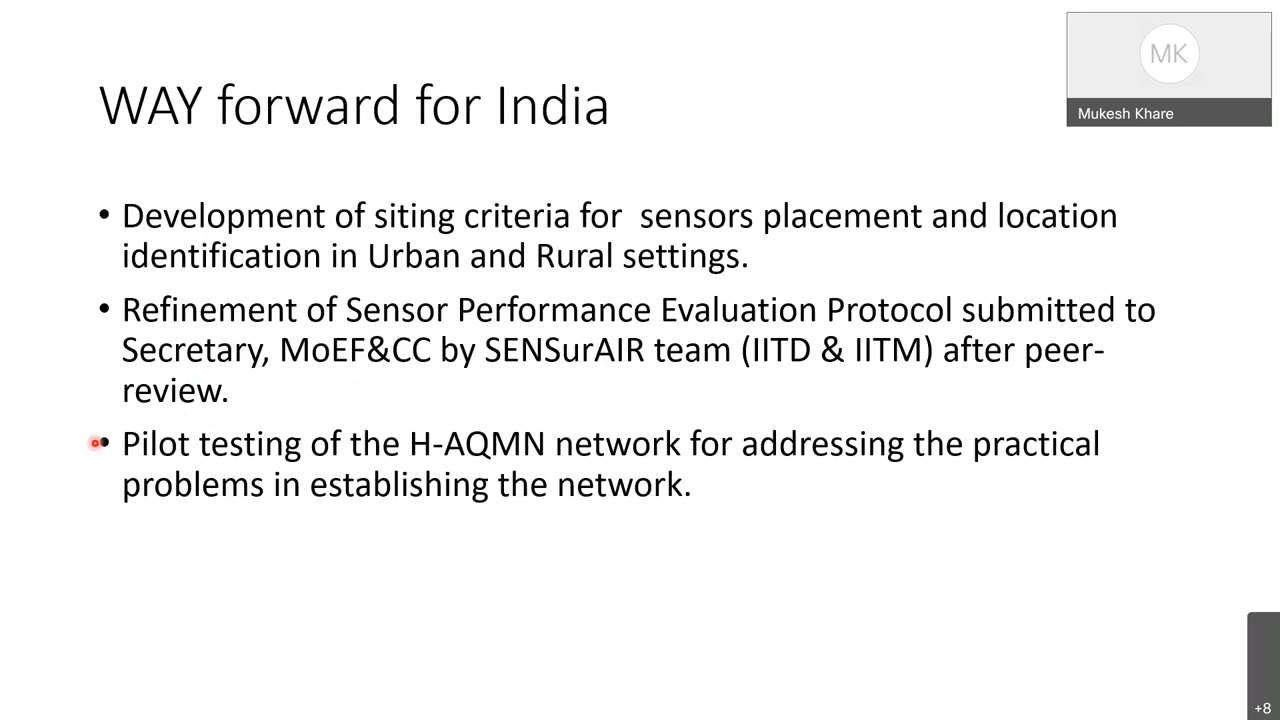 MK
Mukesh Khare
WAY forward for India
• Development of siting criteria for  sensors placement and location
identification in Urban and Rural settings.
• Refinement of Sensor Performance Evaluation Protocol submitted to
Secretary, MoEF&CC by SENSurAIR team (IITD & IITM) after peer-
review.
• Pilot testing of the H-AQMN network for addressing the practical
problems in establishing the network.
+8